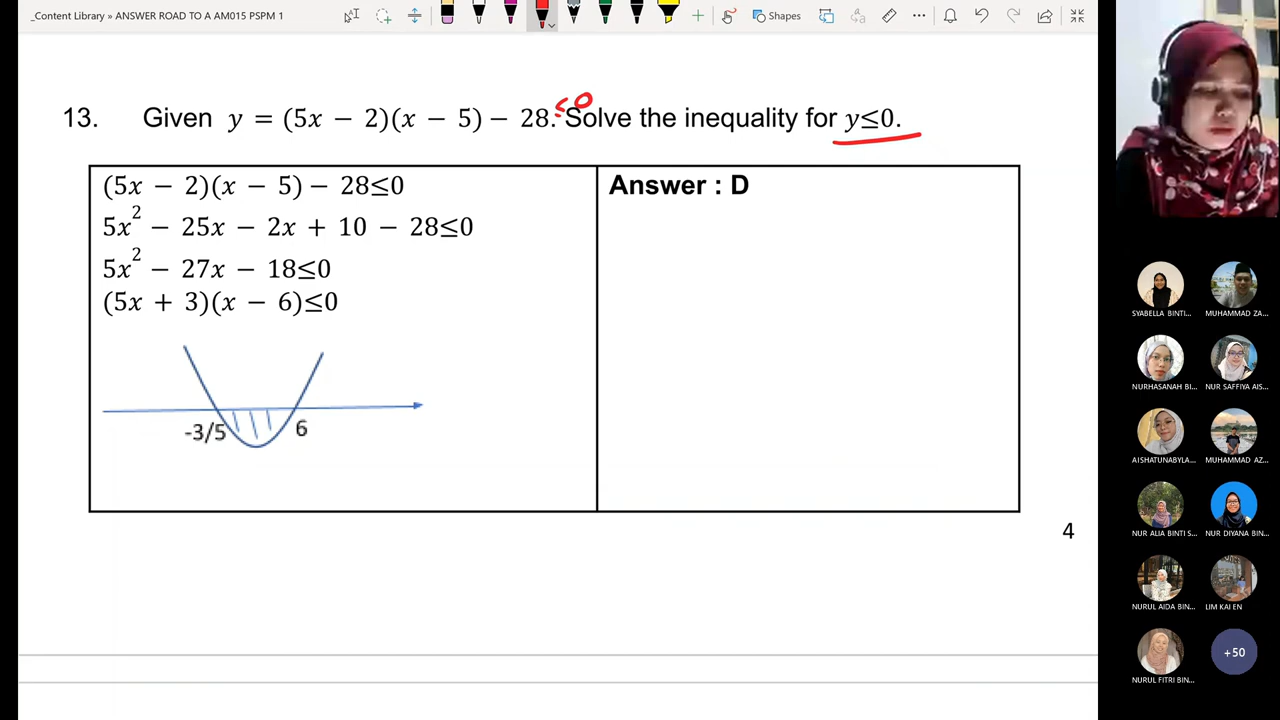 _Content Library » ANSWER ROAD TO A AM015 PSPM 1
Shapes
≤0
13. Given y = (5x − 2)(x − 5) − 28. Solve the inequality for y≤0.
(5x − 2)(x − 5) − 28≤0
5x² − 25x − 2x + 10 − 28≤0
5x² − 27x − 18≤0
(5x + 3)(x − 6)≤0
-3/5 6
Answer : D
4
SYABELLA BINTI...
MUHAMMAD ZA...
NURHASANAH BI...
NUR SAFFIYA AIS...
AISHATUNABYLA...
MUHAMMAD AZ...
NUR ALIA BINTI S...
NUR DIYANA BIN...
NURUL AIDA BIN...
LIM KAI EN
NURUL FITRI BIN...
+50